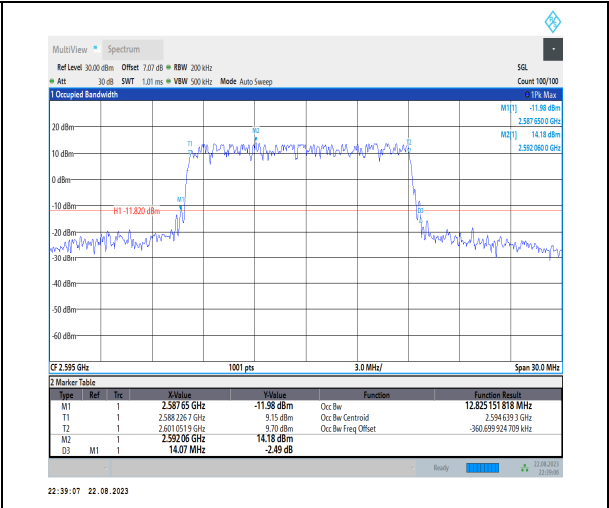 MultiView Spectrum
Ref Level 30.00 dBm Offset 7.07 dB RBW 200 kHz SGL
Att 30 dB SWT 1.01 ms VBW 500 kHz Mode Auto Sweep Count 100/100
1 Occupied Bandwidth 1Pk Max
M1[1] -11.98 dBm
2.587 650 0 GHz
M2[1] 14.18 dBm
2.592 060 0 GHz
20 dBm
M2
T1
T2
10 dBm
0 dBm
M1
-10 dBm
H1 -11.820 dBm
D3
-20 dBm
-30 dBm
-40 dBm
-50 dBm
-60 dBm
CF 2.595 GHz 1001 pts 3.0 MHz/ Span 30.0 MHz
2 Marker Table
Type Ref Trc X-Value Y-Value Function Function Result
M1 1 2.587 65 GHz -11.98 dBm Occ Bw 12.825 151 818 MHz
T1 1 2.588 226 7 GHz 9.15 dBm Occ Bw Centroid 2.594 639 3 GHz
T2 1 2.601 051 9 GHz 9.70 dBm Occ Bw Freq Offset -360.699 924 709 kHz
M2 1 2.592 06 GHz 14.18 dBm
D3 M1 1 14.07 MHz -2.49 dB
Ready 22.08.2023
22:39:08
22:39:07 22.08.2023